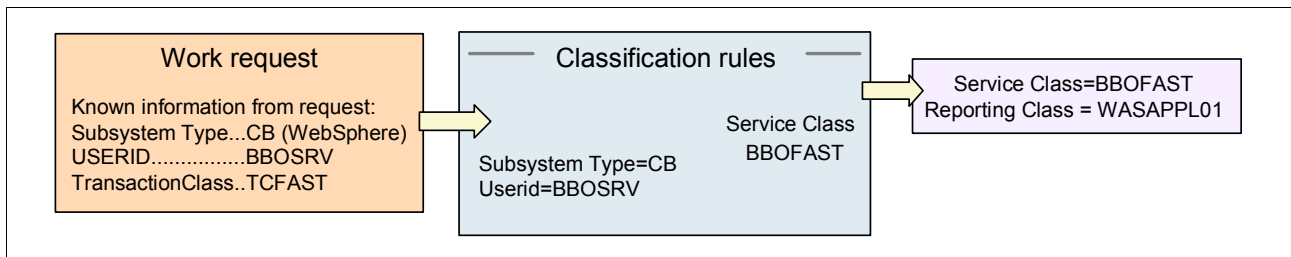 Work request
Known information from request:
Subsystem Type...CB (WebSphere)
USERID................BBOSRV
TransactionClass..TCFAST
Classification rules
Subsystem Type=CB
Userid=BBOSRV
Service Class
BBOFAST
Service Class=BBOFAST
Reporting Class = WASAPPL01